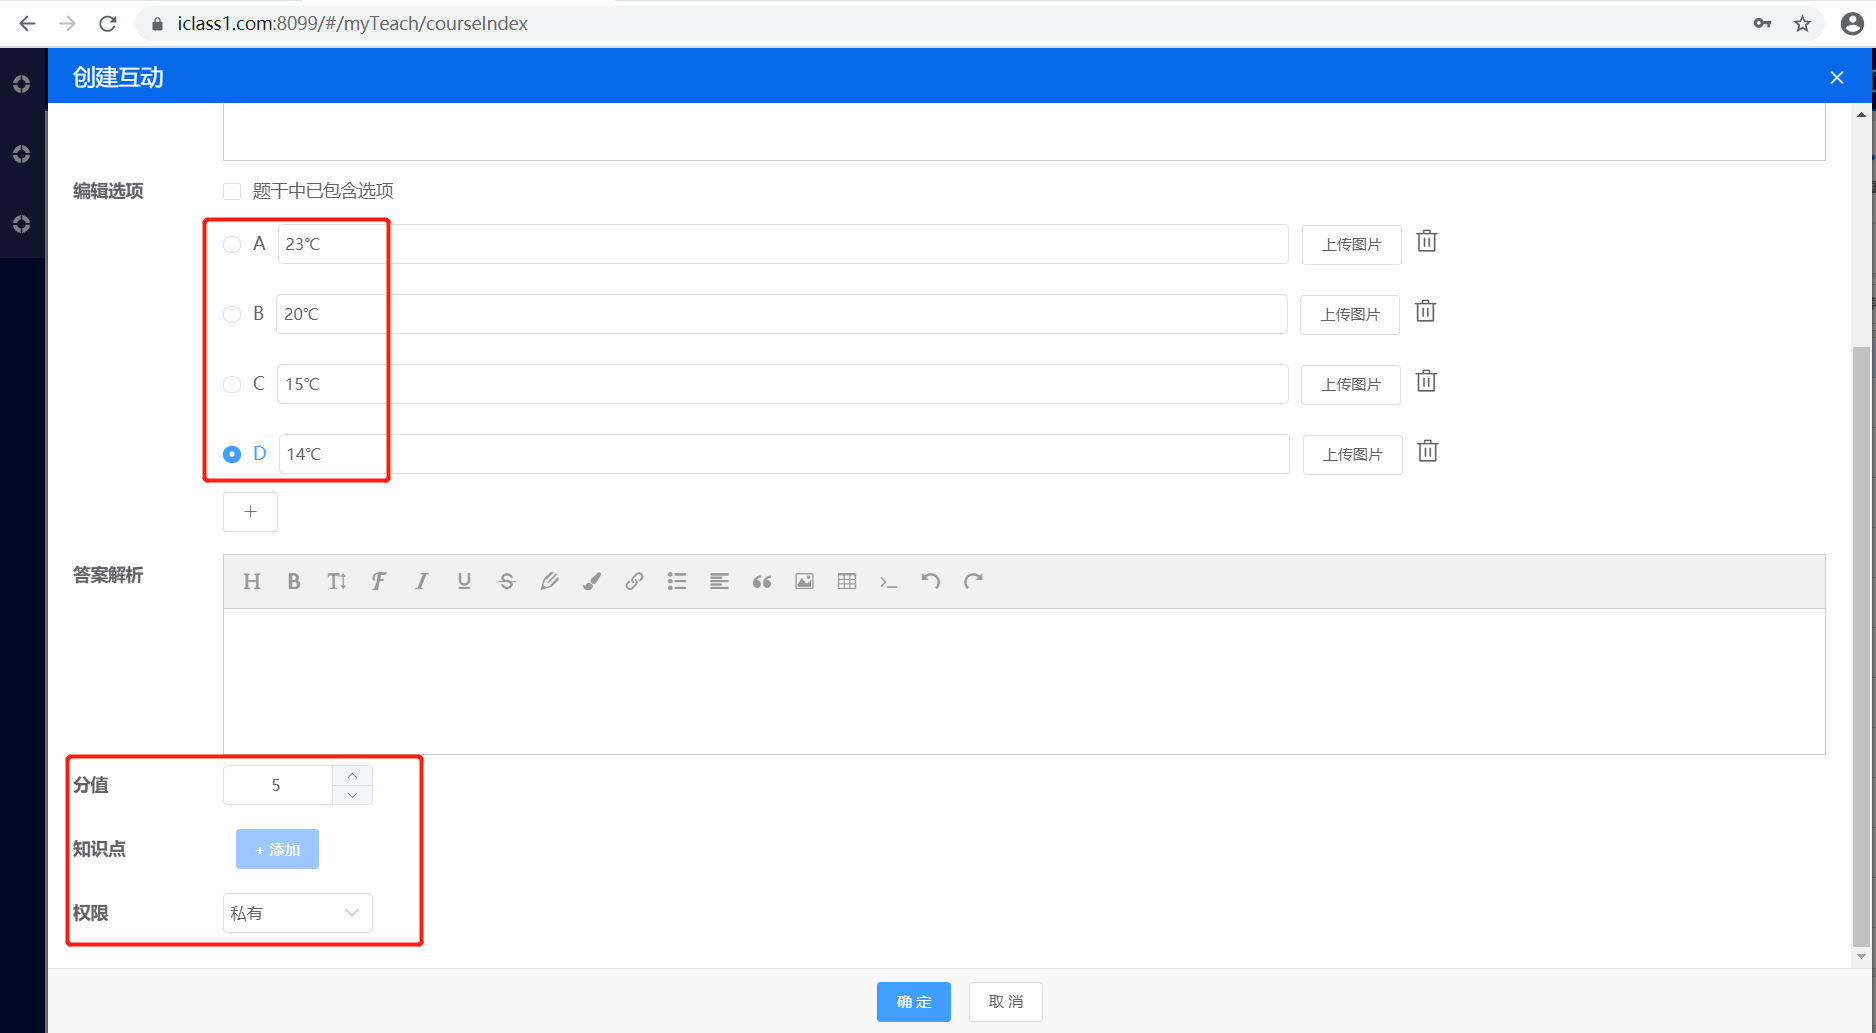 iclass1.com:8099/#/myTeach/courseIndex
创建互动
编辑选项 题干中已包含选项
A 23℃ 上传图片
B 20℃ 上传图片
C 15℃ 上传图片
D 14℃ 上传图片
+
答案解析
分值 5
知识点 + 添加
权限 私有
确 定 取 消